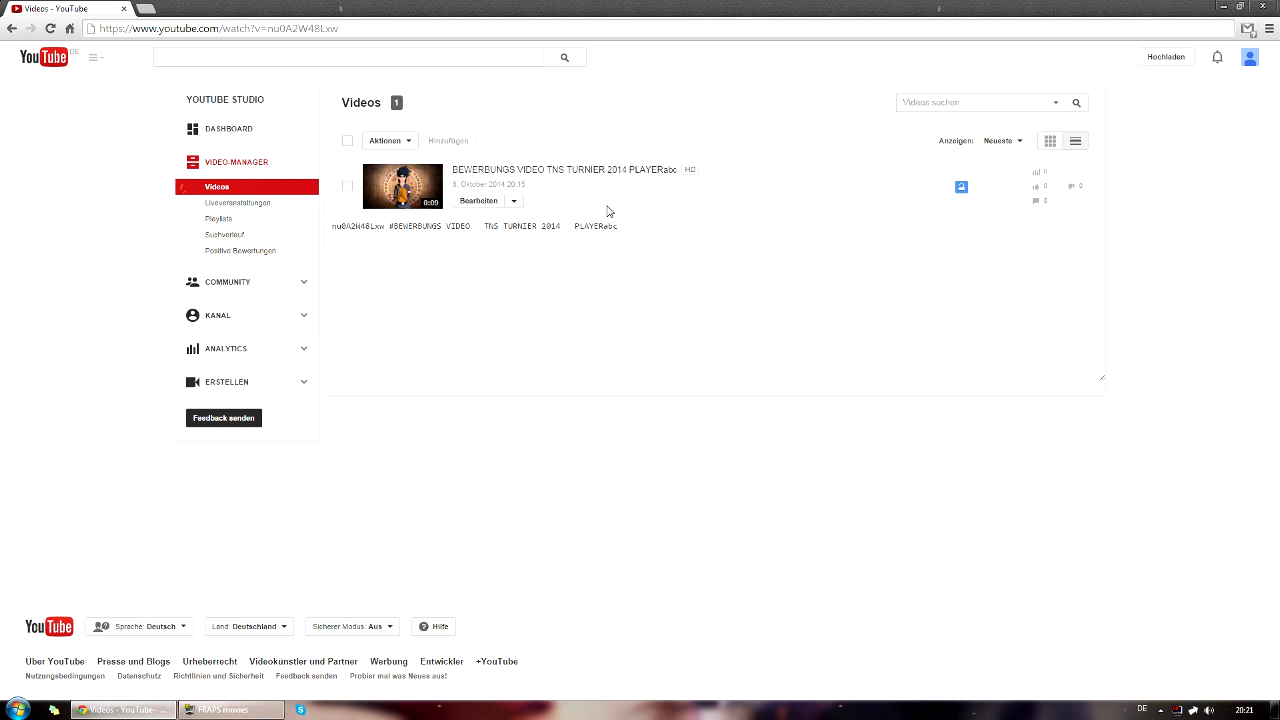 Videos - YouTube
https://www.youtube.com/watch?v=nu0A2W48Lxw
YouTube DE
Hochladen
YOUTUBE STUDIO
DASHBOARD
VIDEO-MANAGER
Videos
Liveveranstaltungen
Playlists
Suchverlauf
Positive Bewertungen
COMMUNITY
KANAL
ANALYTICS
ERSTELLEN
Feedback senden
Videos 1
Videos suchen
Aktionen
Hinzufügen
Anzeigen: Neueste
BEWERBUNGS VIDEO TNS TURNIER 2014 PLAYERabc HD
8. Oktober 2014 20:15
0:09
Bearbeiten
0
0 0
0
nu0A2W48Lxw #BEWERBUNGS VIDEO TNS TURNIER 2014 PLAYERabc
YouTube
Sprache: Deutsch
Land: Deutschland
Sicherer Modus: Aus
Hilfe
Über YouTube Presse und Blogs Urheberrecht Videokünstler und Partner Werbung Entwickler +YouTube
Nutzungsbedingungen Datenschutz Richtlinien und Sicherheit Feedback senden Probier mal was Neues aus!
Videos - YouTube - ...
FRAPS movies
DE
20:21